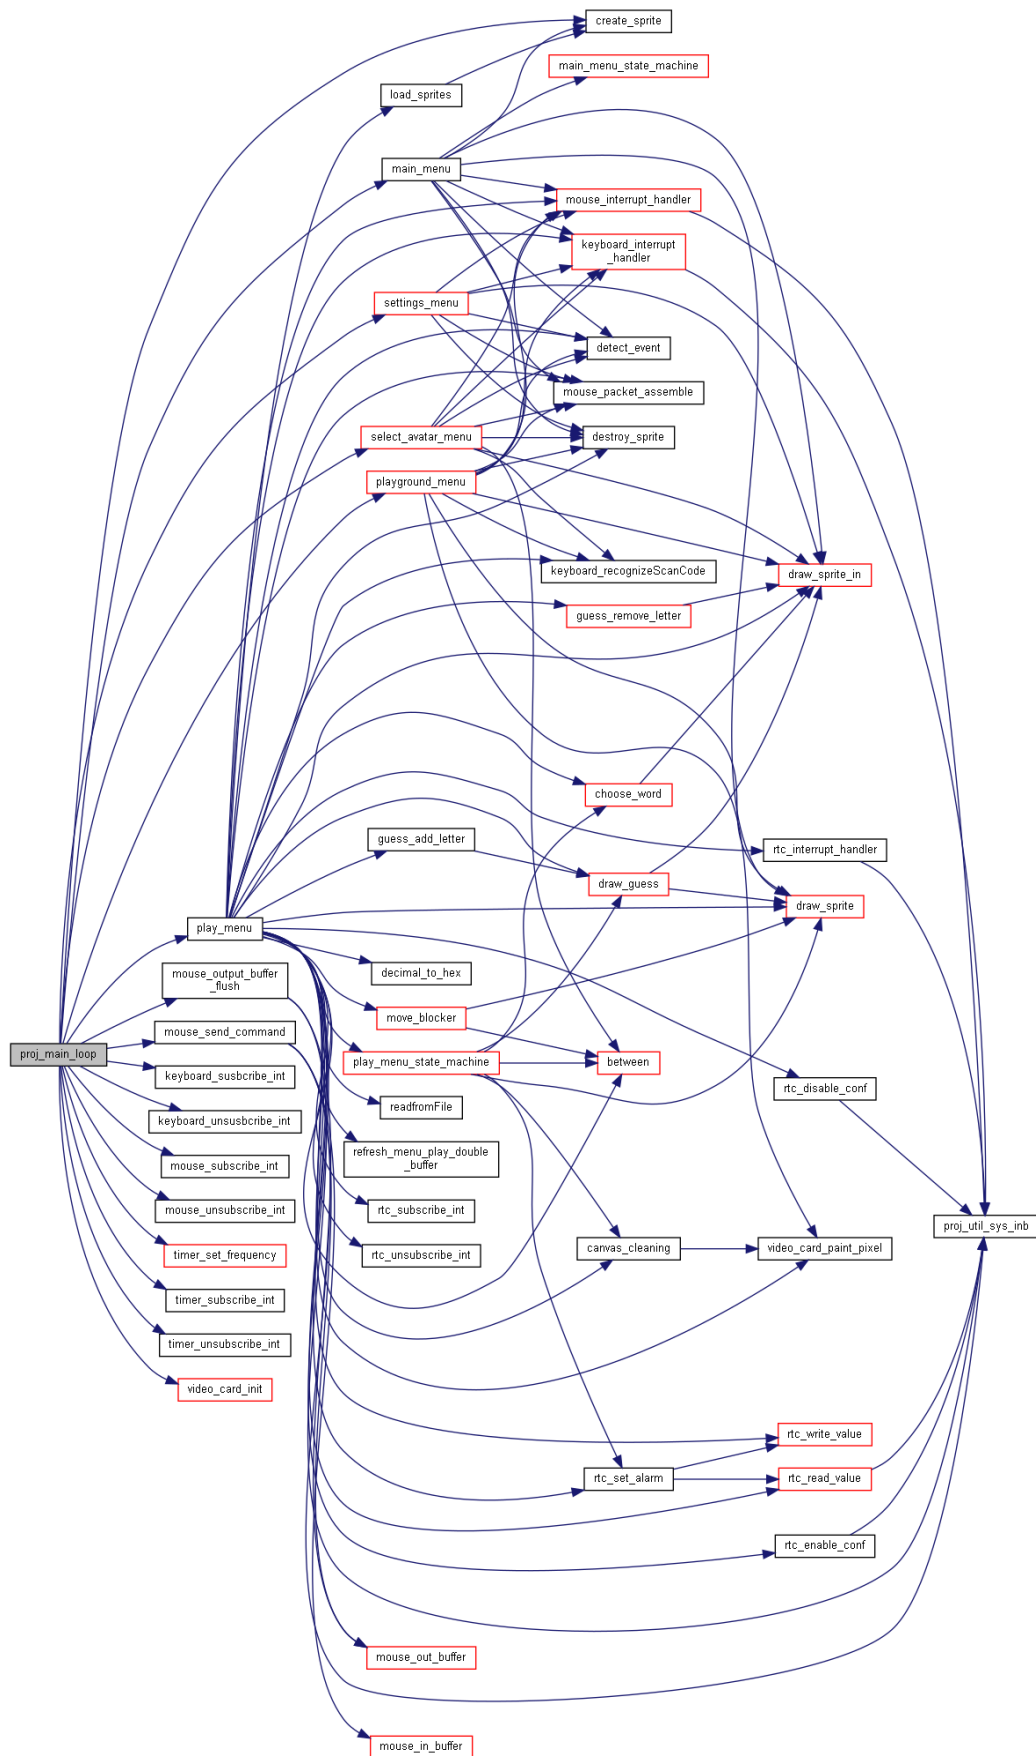 create_sprite
main_menu_state_machine
load_sprites
main_menu
mouse_interrupt_handler
keyboard_interrupt
_handler
settings_menu
detect_event
mouse_packet_assemble
select_avatar_menu
destroy_sprite
playground_menu
keyboard_recognizeScanCode
draw_sprite_in
guess_remove_letter
choose_word
guess_add_letter
rtc_interrupt_handler
draw_guess
draw_sprite
play_menu
decimal_to_hex
mouse_output_buffer
_flush
move_blocker
mouse_send_command
proj_main_loop
play_menu_state_machine
between
keyboard_susbcribe_int
rtc_disable_conf
readfromFile
keyboard_unsusbcribe_int
refresh_menu_play_double
_buffer
mouse_subscribe_int
rtc_subscribe_int
mouse_unsubscribe_int
proj_util_sys_inb
timer_set_frequency
rtc_unsubscribe_int
canvas_cleaning
video_card_paint_pixel
timer_subscribe_int
timer_unsubscribe_int
video_card_init
rtc_write_value
rtc_set_alarm
rtc_read_value
rtc_enable_conf
mouse_out_buffer
mouse_in_buffer